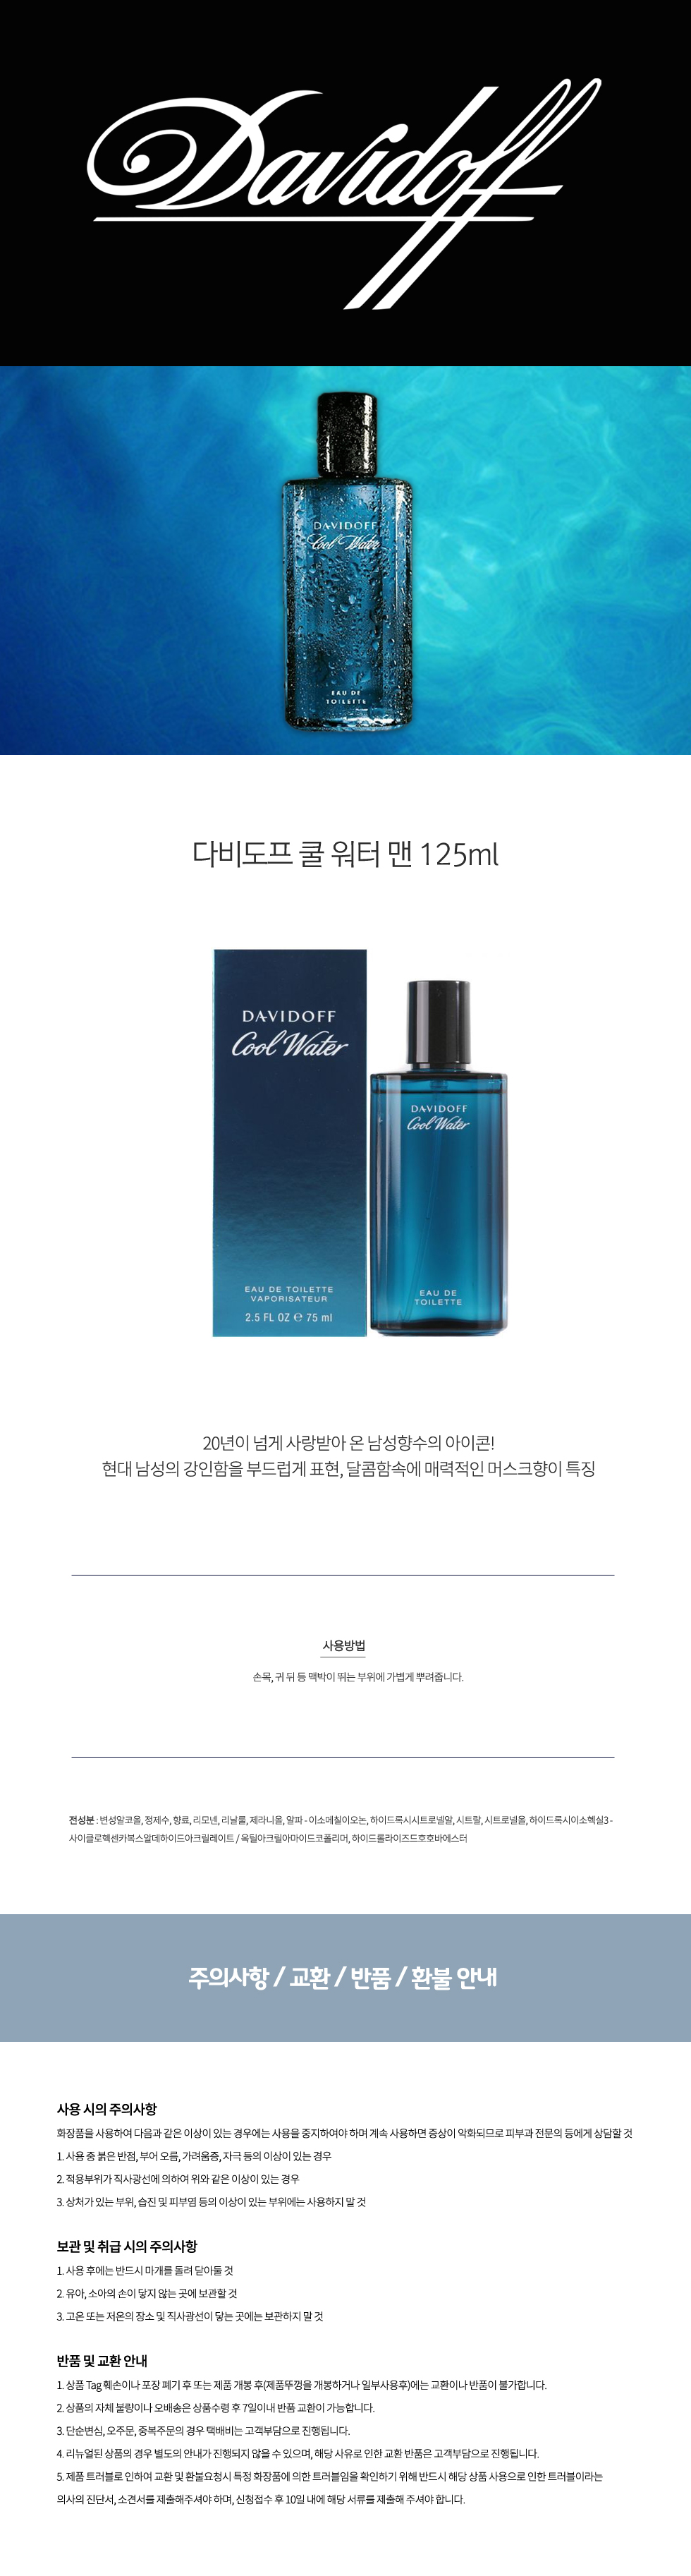 Davidoff
DAVIDOFF
Cool Water
EAU DE
TOILETTE
다비도프 쿨 워터 맨 125ml
DAVIDOFF
Cool Water
EAU DE TOILETTE
VAPORISATEUR
2.5 FL OZ ℮ 75 ml
DAVIDOFF
Cool Water
EAU DE
TOILETTE
20년이 넘게 사랑받아 온 남성향수의 아이콘!
현대 남성의 강인함을 부드럽게 표현, 달콤함속에 매력적인 머스크향이 특징
사용방법
손목, 귀 뒤 등 맥박이 뛰는 부위에 가볍게 뿌려줍니다.
전성분 : 변성알코올, 정제수, 향료, 리모넨, 리날룰, 제라니올, 알파 - 이소메칠이오논, 하이드록시시트로넬알, 시트랄, 시트로넬올, 하이드록시이소헥실3 -
사이클로헥센카복스알데하이드아크릴레이트 / 옥틸아크릴아마이드코폴리머, 하이드롤라이즈드호호바에스터
주의사항 / 교환 / 반품 / 환불 안내
사용 시의 주의사항
화장품을 사용하여 다음과 같은 이상이 있는 경우에는 사용을 중지하여야 하며 계속 사용하면 증상이 악화되므로 피부과 전문의 등에게 상담할 것
1. 사용 중 붉은 반점, 부어 오름, 가려움증, 자극 등의 이상이 있는 경우
2. 적용부위가 직사광선에 의하여 위와 같은 이상이 있는 경우
3. 상처가 있는 부위, 습진 및 피부염 등의 이상이 있는 부위에는 사용하지 말 것
보관 및 취급 시의 주의사항
1. 사용 후에는 반드시 마개를 돌려 닫아둘 것
2. 유아, 소아의 손이 닿지 않는 곳에 보관할 것
3. 고온 또는 저온의 장소 및 직사광선이 닿는 곳에는 보관하지 말 것
반품 및 교환 안내
1. 상품 Tag 훼손이나 포장 폐기 후 또는 제품 개봉 후(제품뚜껑을 개봉하거나 일부사용후)에는 교환이나 반품이 불가합니다.
2. 상품의 자체 불량이나 오배송은 상품수령 후 7일이내 반품 교환이 가능합니다.
3. 단순변심, 오주문, 중복주문의 경우 택배비는 고객부담으로 진행됩니다.
4. 리뉴얼된 상품의 경우 별도의 안내가 진행되지 않을 수 있으며, 해당 사유로 인한 교환 반품은 고객부담으로 진행됩니다.
5. 제품 트러블로 인하여 교환 및 환불요청시 특정 화장품에 의한 트러블임을 확인하기 위해 반드시 해당 상품 사용으로 인한 트러블이라는
의사의 진단서, 소견서를 제출해주셔야 하며, 신청접수 후 10일 내에 해당 서류를 제출해 주셔야 합니다.